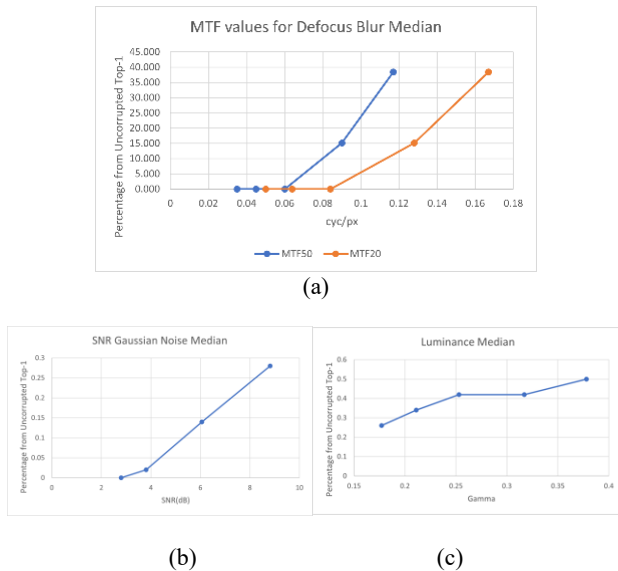 MTF values for Defocus Blur Median
Percentage from Uncorrupted Top-1
45.000
40.000
35.000
30.000
25.000
20.000
15.000
10.000
5.000
0.000
0 0.02 0.04 0.06 0.08 0.1 0.12 0.14 0.16 0.18
cyc/px
MTF50 MTF20
(a)
SNR Gaussian Noise Median
Percentage from Uncorrupted Top-1
0.3
0.25
0.2
0.15
0.1
0.05
0
0 2 4 6 8 10
SNR(dB)
(b)
Luminance Median
Percentage from Uncorrupted Top-1
0.6
0.5
0.4
0.3
0.2
0.1
0
0.15 0.2 0.25 0.3 0.35 0.4
Gamma
(c)